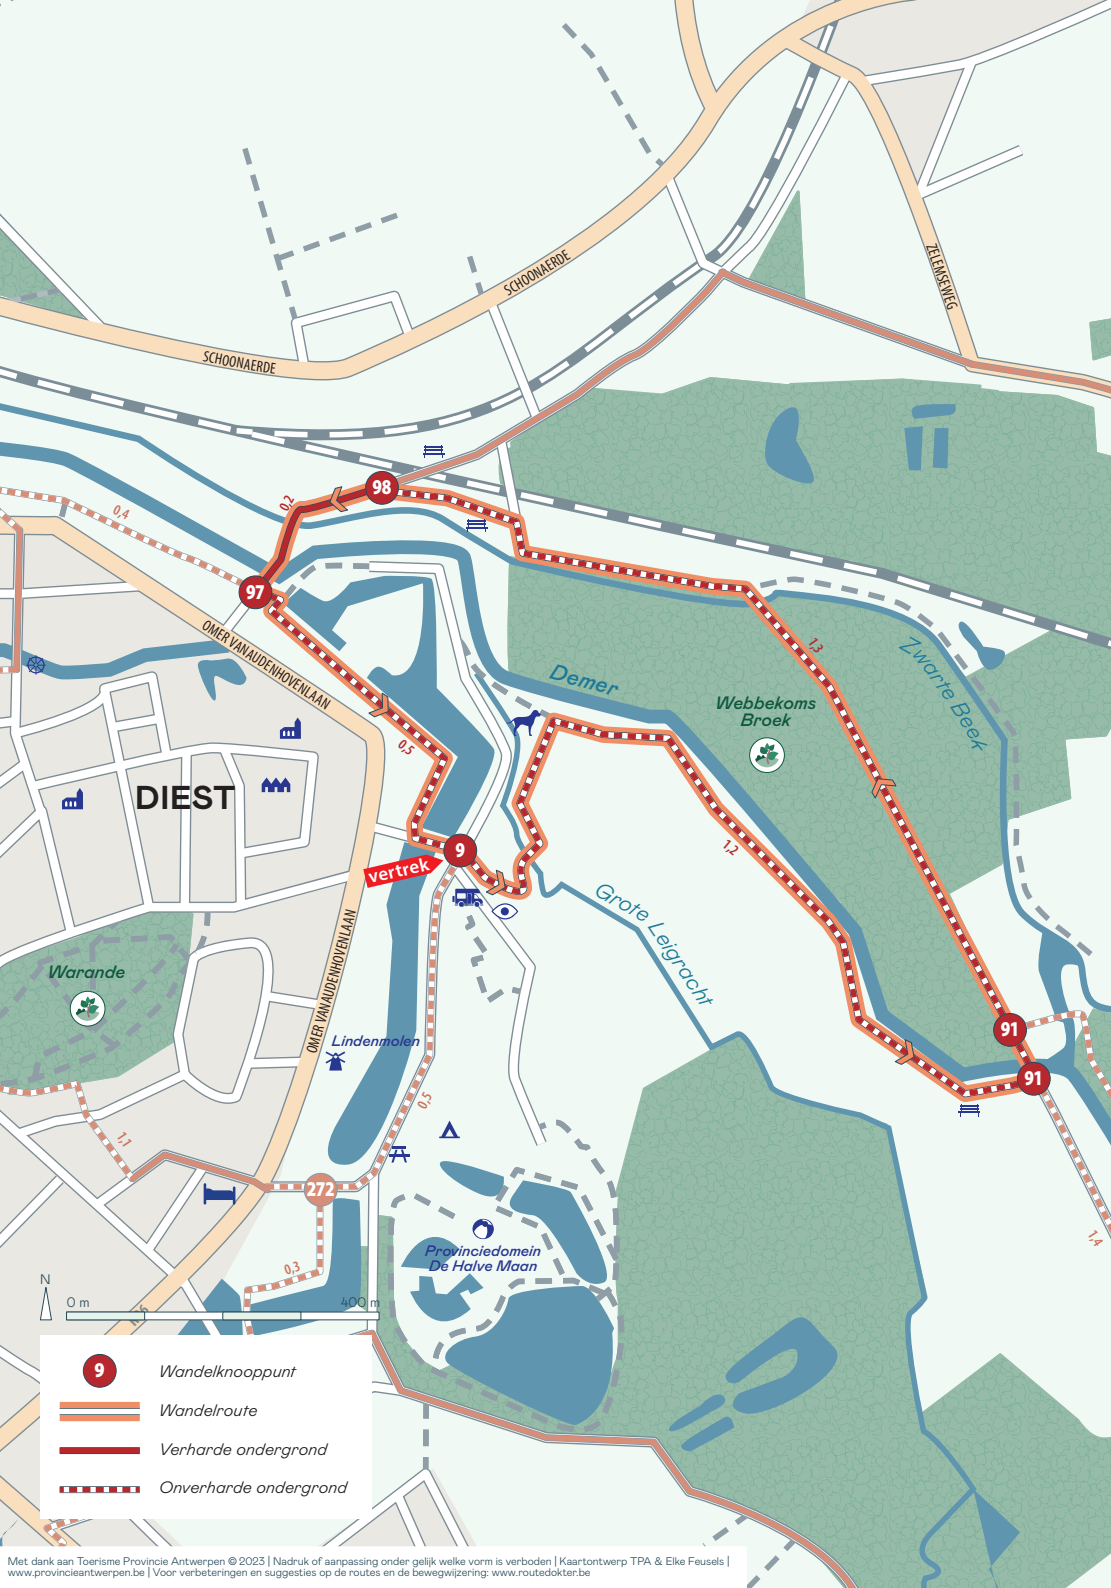 SCHOONAERDE
ZELEMSEWEG
SCHOONAERDE
98
0,2
0,4
97
OMER VANAUDENHOVENLAAN
1,3
Zwarte Beek
Demer
Webbekoms
Broek
0,5
DIEST
9
vertrek
1,2
Grote Leigracht
OMER VANAUDENHOVENLAAN
Warande
91
Lindenmolen
91
0,5
1,1
272
1,4
Provinciedomein
De Halve Maan
0,3
N
0 m
400 m
9
Wandelknooppunt
Wandelroute
Verharde ondergrond
Onverharde ondergrond
Met dank aan Toerisme Provincie Antwerpen © 2023 | Nadruk of aanpassing onder gelijk welke vorm is verboden | Kaartontwerp TPA & Elke Feusels |
www.provincieantwerpen.be | Voor verbeteringen en suggesties op de routes en de bewegwijzering: www.routedokter.be